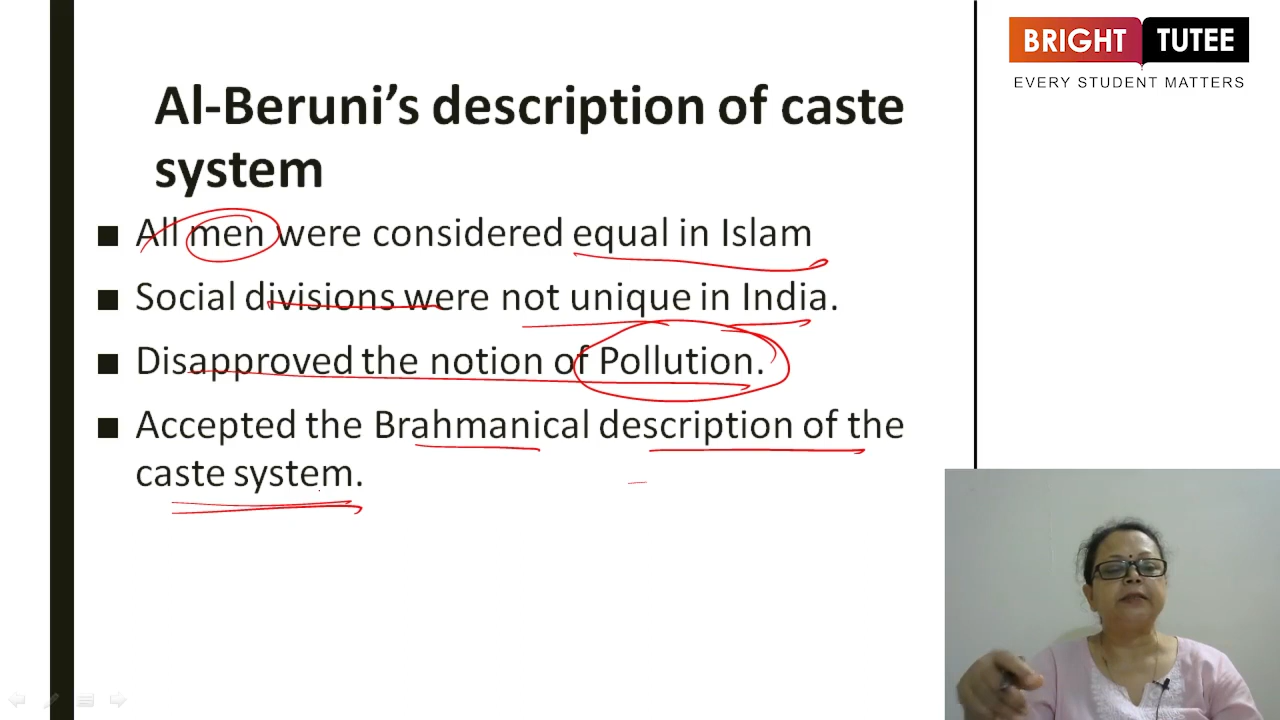 BRIGHT TUTEE
EVERY STUDENT MATTERS
Al-Beruni’s description of caste
system
■ All men were considered equal in Islam
■ Social divisions were not unique in India.
■ Disapproved the notion of Pollution.
■ Accepted the Brahmanical description of the
caste system.